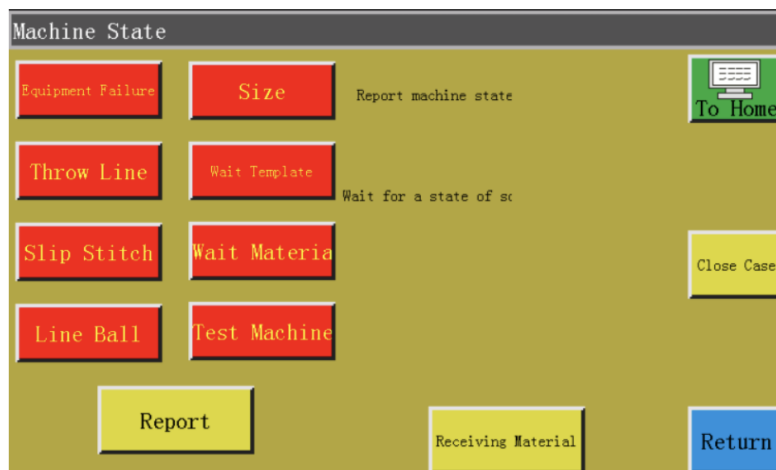 Machine State
Equipment Failure
Size
Report machine state
To Home
Throw Line
Wait Template
Wait for a state of sc
Slip Stitch
Wait Materia
Close Case
Line Ball
Test Machine
Report
Receiving Material
Return